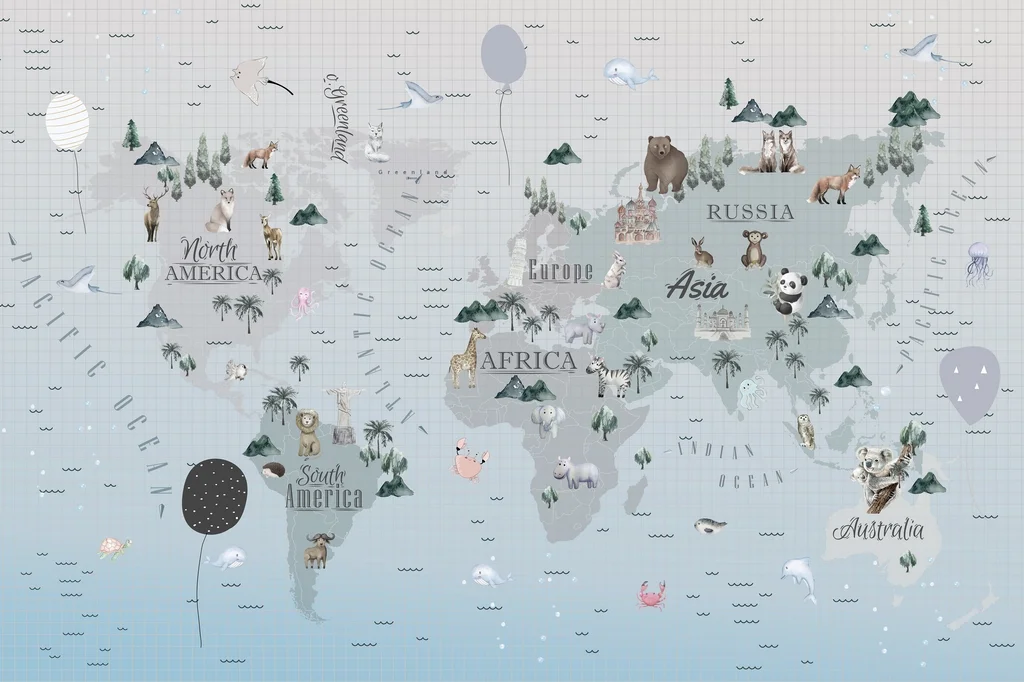 o.Greenland
Greenland
PACIFIC OCEAN
North
AMERICA
ATLANTIC OCEAN
Europe
RUSSIA
Asia
PACIFIC OCEAN
AFRICA
South
America
INDIAN
OCEAN
Australia